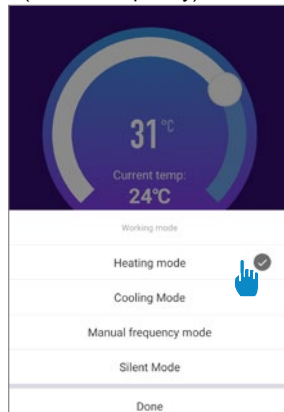 31°C
Current temp:
24°C
Working mode
Heating mode
Cooling Mode
Manual frequency mode
Silent Mode
Done